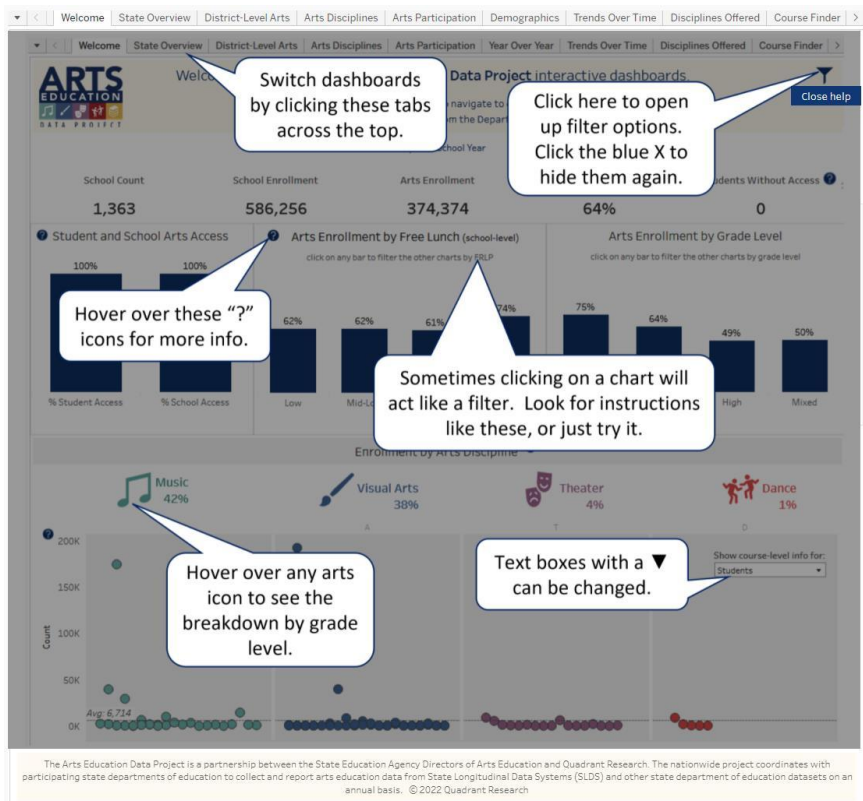 Welcome State Overview District-Level Arts Arts Disciplines Arts Participation Demographics Trends Over Time Disciplines Offered Course Finder
Welcome State Overview District-Level Arts Arts Disciplines Arts Participation Year Over Year Trends Over Time Disciplines Offered Course Finder
ARTS
EDUCATION
DATA PROJECT
Data Project interactive dashboards.
navigate to
om the Depar
School Year
Switch dashboards
by clicking these tabs
across the top.
Click here to open
up filter options.
Click the blue X to
hide them again.
Close help
School Count School Enrollment Arts Enrollment dents Without Access ?
1,363 586,256 374,374 64% 0
? Student and School Arts Access
100% 100%
% Student Access % School Access
? Arts Enrollment by Free Lunch (school-level)
click on any bar to filter the other charts by FRLP
62% 62% 61% 74%
Low Mid-Lo
Arts Enrollment by Grade Level
click on any bar to filter the other charts by grade level
75% 64% 49% 50%
High Mixed
Hover over these "?"
icons for more info.
Sometimes clicking on a chart will
act like a filter. Look for instructions
like these, or just try it.
Enrollment by Arts Discipline
Music
42%
Visual Arts
38%
Theater
4%
Dance
1%
A T D
?
200K
150K
100K
50K
0K
Count
Avg: 6,714
Hover over any arts
icon to see the
breakdown by grade
level.
Text boxes with a ▼
can be changed.
Show course-level info for:
Students
The Arts Education Data Project is a partnership between the State Education Agency Directors of Arts Education and Quadrant Research. The nationwide project coordinates with
participating state departments of education to collect and report arts education data from State Longitudinal Data Systems (SLDS) and other state department of education datasets on an
annual basis. © 2022 Quadrant Research